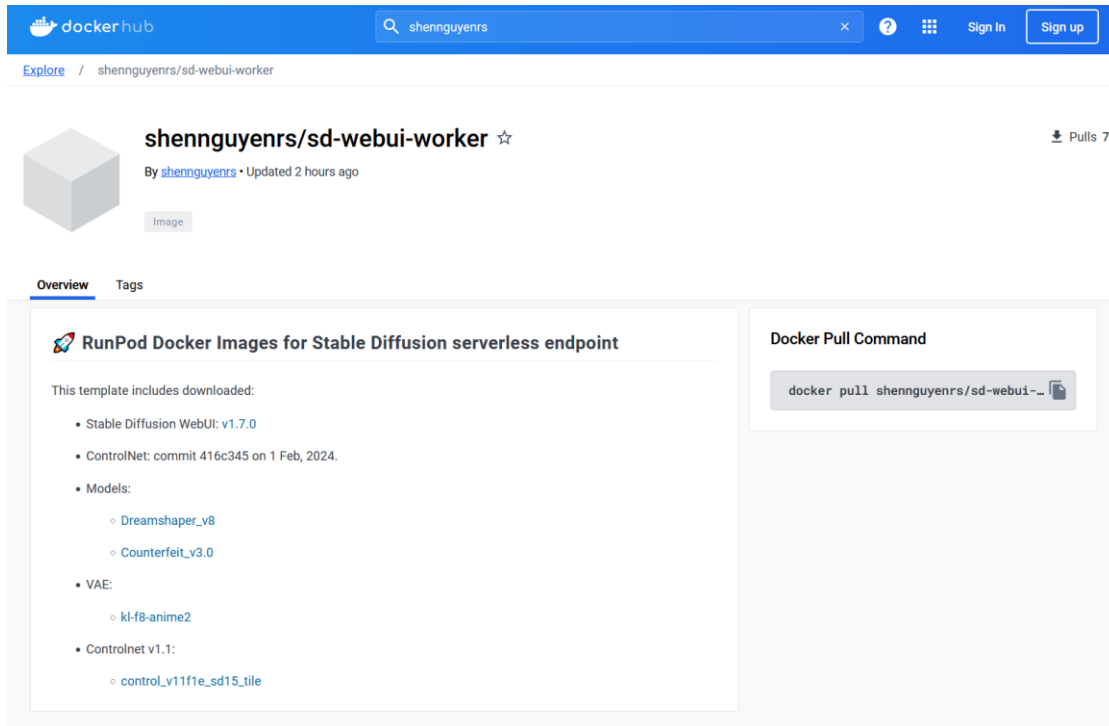 dockerhub
shennguyenrs
Sign In
Sign up
Explore / shennguyenrs/sd-webui-worker
shennguyenrs/sd-webui-worker
Pulls 7
By shennguyenrs • Updated 2 hours ago
Image
Overview
Tags
🚀 RunPod Docker Images for Stable Diffusion serverless endpoint
This template includes downloaded:
• Stable Diffusion WebUI: v1.7.0
• ControlNet: commit 416c345 on 1 Feb, 2024.
• Models:
◦ Dreamshaper_v8
◦ Counterfeit_v3.0
• VAE:
◦ kl-f8-anime2
• Controlnet v1.1:
◦ control_v11f1e_sd15_tile
Docker Pull Command
docker pull shennguyenrs/sd-webui-…